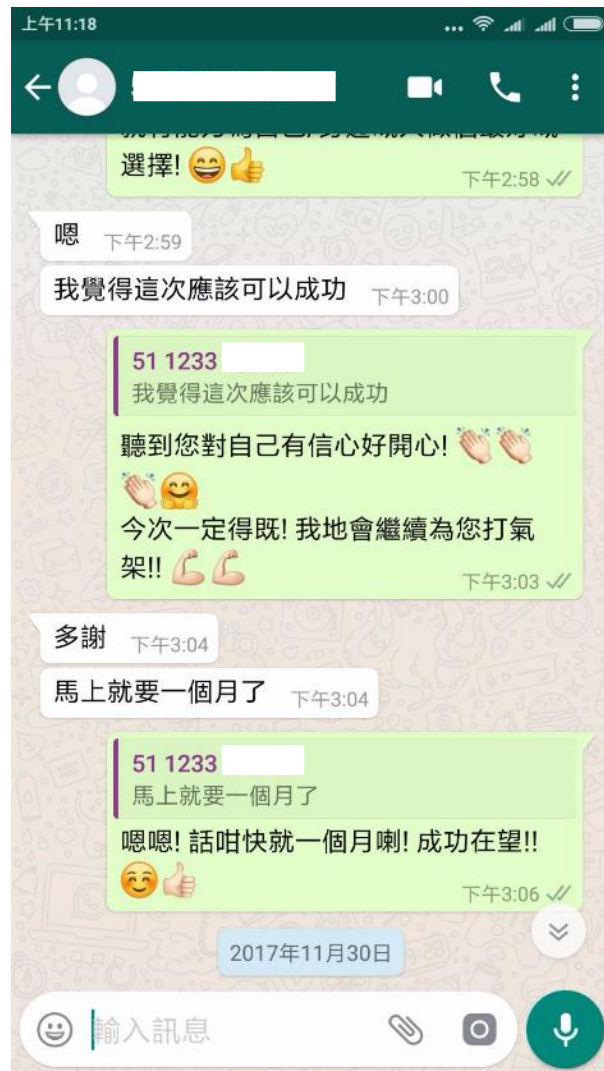 上午11:18
選擇! 😄👍
下午2:58
嗯 下午2:59
我覺得這次應該可以成功 下午3:00
51 1233
我覺得這次應該可以成功
聽到您對自己有信心好開心! 👏👏
👏🤗
今次一定得既! 我地會繼續為您打氣
架!! 💪💪
下午3:03
多謝 下午3:04
馬上就要一個月了 下午3:04
51 1233
馬上就要一個月了
嗯嗯! 話咁快就一個月喇! 成功在望!!
☺️👍
下午3:06
2017年11月30日
輸入訊息